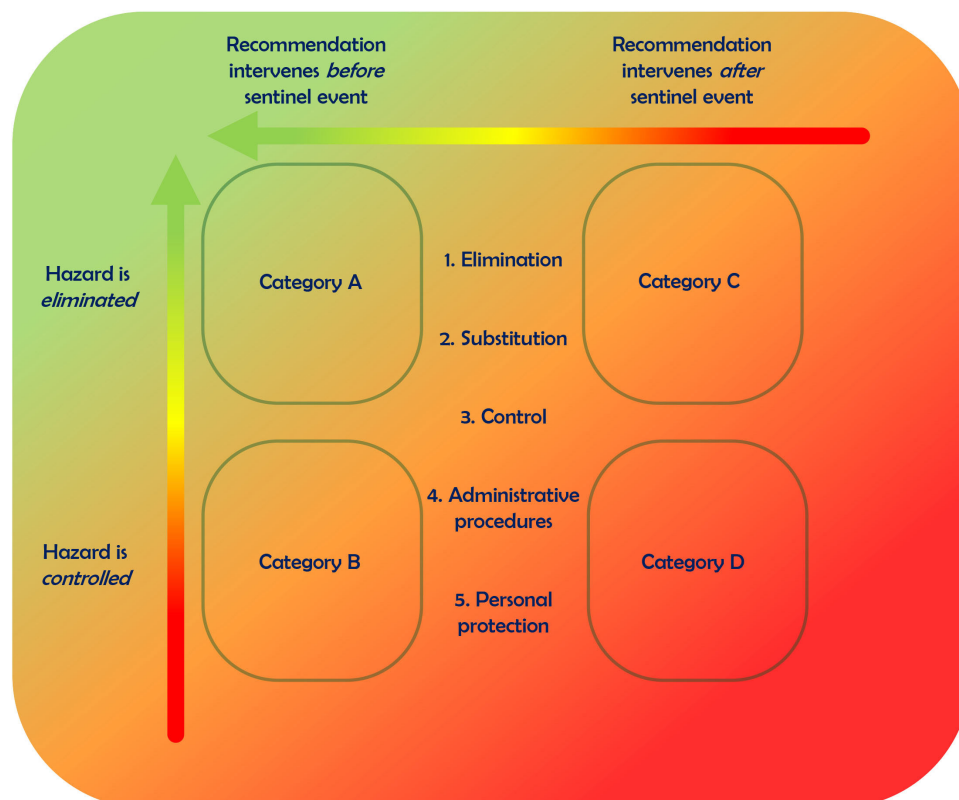 Recommendation
intervenes before
sentinel event
Recommendation
intervenes after
sentinel event
Hazard is
eliminated
Category A
1. Elimination
Category C
2. Substitution
3. Control
4. Administrative
procedures
Hazard is
controlled
Category B
Category D
5. Personal
protection